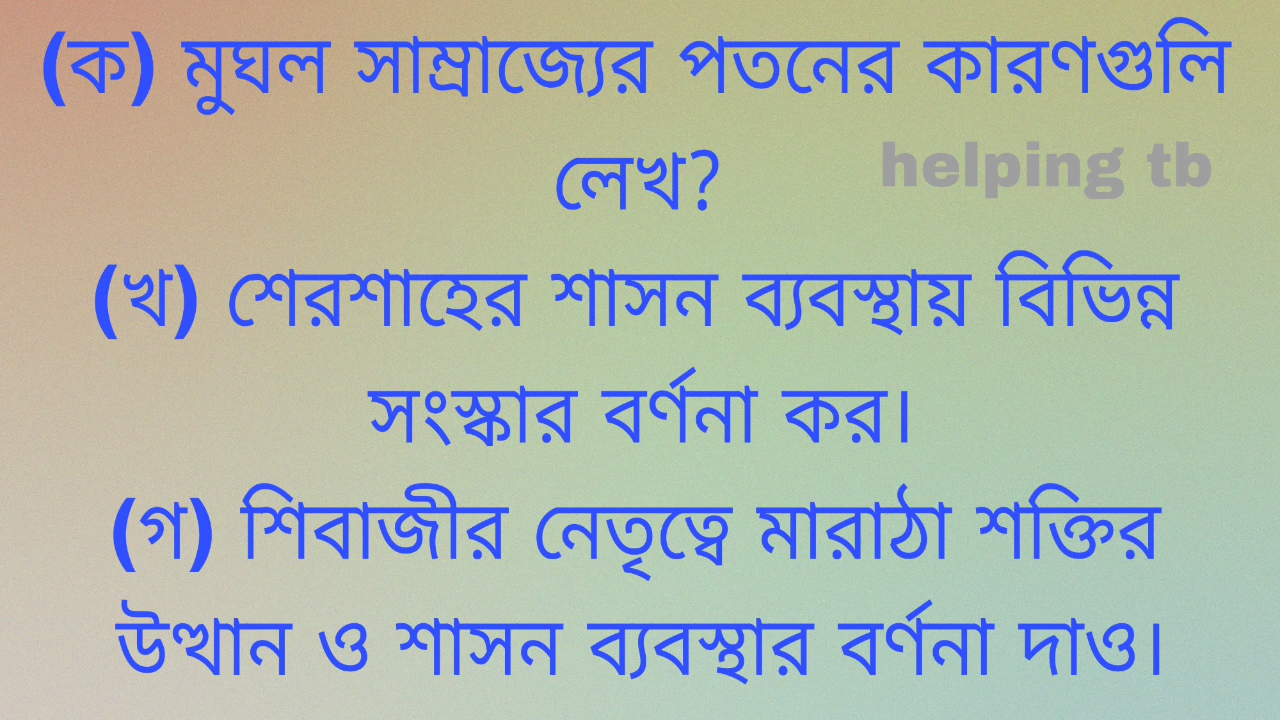 (ক) মুঘল সাম্রাজ্যের পতনের কারণগুলি
লেখ?
helping tb
(খ) শেরশাহের শাসন ব্যবস্থায় বিভিন্ন
সংস্কার বর্ণনা কর।
(গ) শিবাজীর নেতৃত্বে মারাঠা শক্তির
উত্থান ও শাসন ব্যবস্থার বর্ণনা দাও।